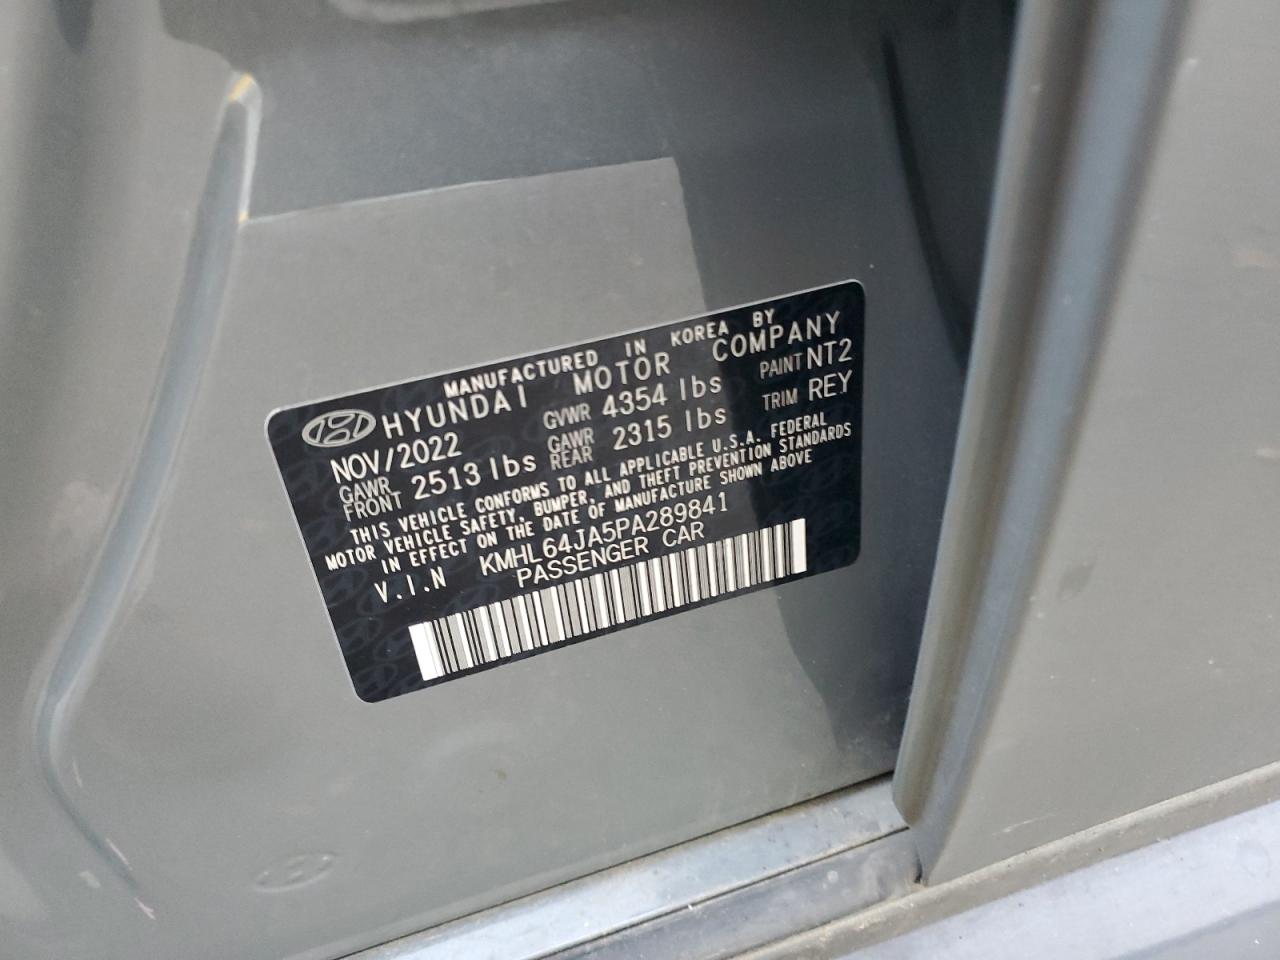 MANUFACTURED IN KOREA BY
HYUNDAI MOTOR COMPANY
NOV/2022 GVWR 4354 lbs PAINT NT2
GAWR FRONT 2513 lbs GAWR REAR 2315 lbs TRIM REY
THIS VEHICLE CONFORMS TO ALL APPLICABLE U.S.A. FEDERAL
MOTOR VEHICLE SAFETY, BUMPER, AND THEFT PREVENTION STANDARDS
IN EFFECT ON THE DATE OF MANUFACTURE SHOWN ABOVE
V.I.N KMHL64JA5PA289841
PASSENGER CAR